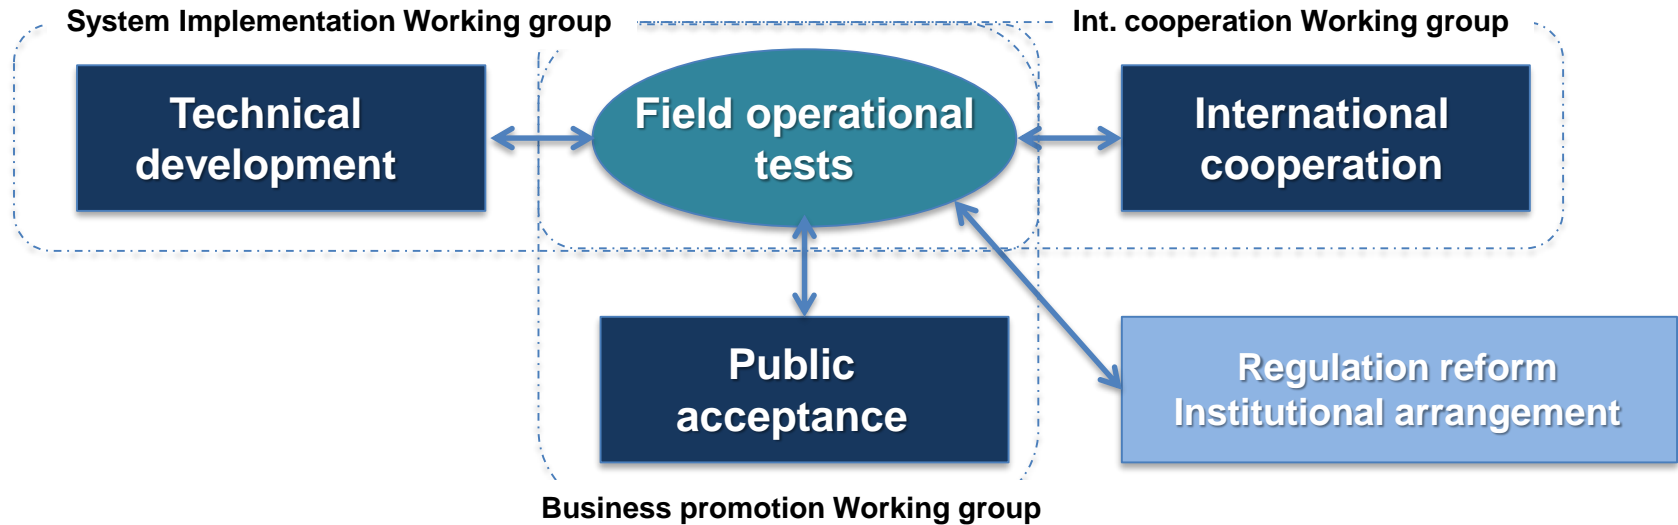 System Implementation Working group
Int. cooperation Working group
Technical
development
Field operational
tests
International
cooperation
Public
acceptance
Regulation reform
Institutional arrangement
Business promotion Working group